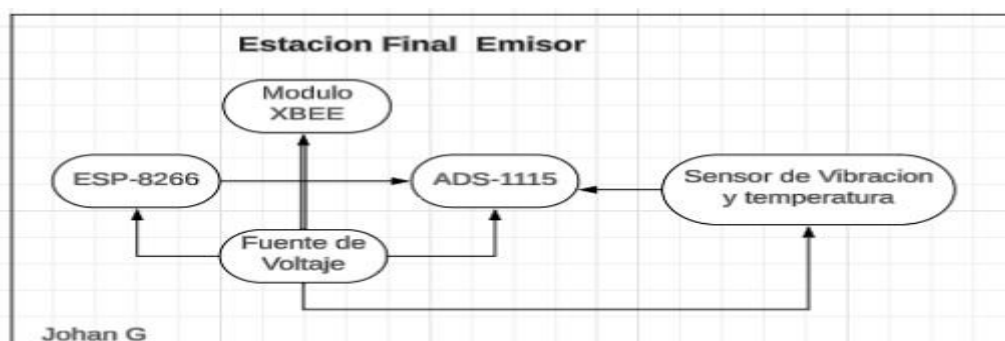 Estacion Final Emisor
Modulo
XBEE
ESP-8266
ADS-1115
Sensor de Vibracion
y temperatura
Fuente de
Voltaje
Johan G